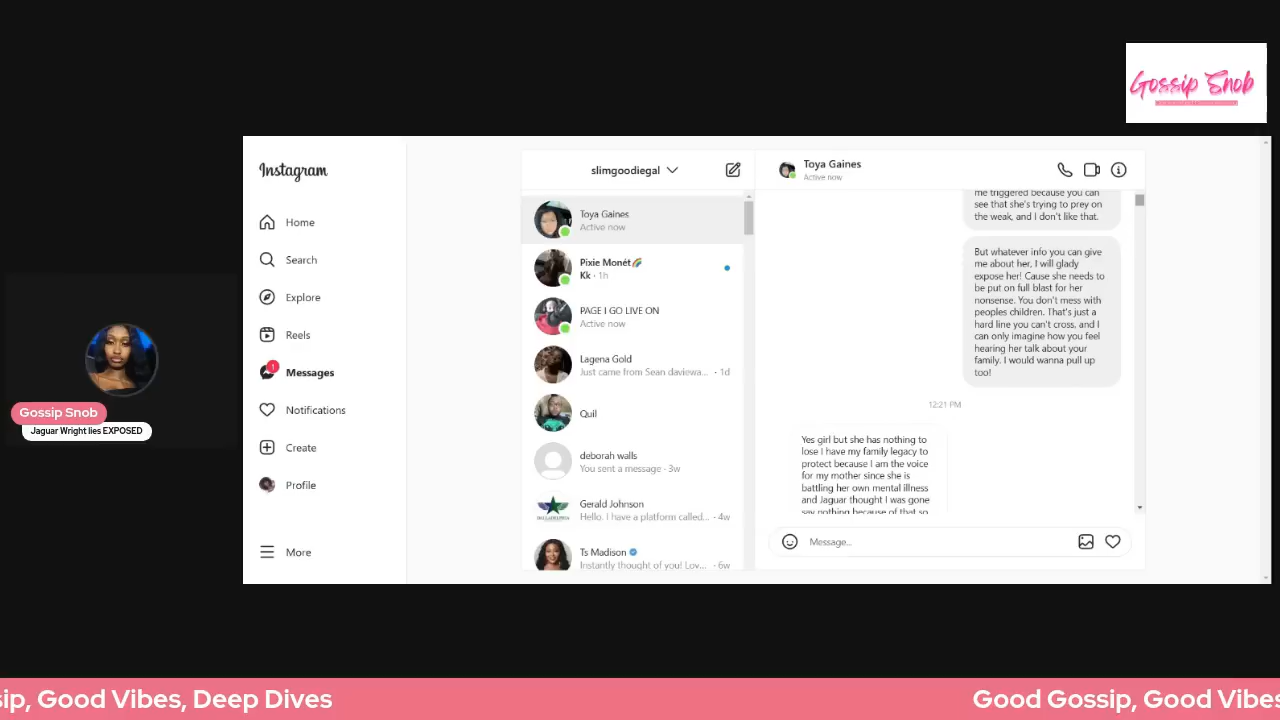 Gossip Snob
Instagram
Home
Search
Explore
Reels
1
Messages
Notifications
Create
Profile
More
slimgoodiegal
Toya Gaines
Active now
Pixie Monét🌈
Kk · 1h
PAGE I GO LIVE ON
Active now
Lagena Gold
Just came from Sean daviewa... · 1d
Quil
deborah walls
You sent a message · 3w
Gerald Johnson
Hello. I have a platform called... · 4w
Ts Madison
Instantly thought of you! Lov... · 6w
Toya Gaines
Active now
me triggered because you can
see that she's trying to prey on
the weak, and I don't like that.
But whatever info you can give
me about her, I will glady
expose her! Cause she needs to
be put on full blast for her
nonsense. You don't mess with
peoples children. That's just a
hard line you can't cross, and I
can only imagine how you feel
hearing her talk about your
family. I would wanna pull up
too!
12:21 PM
Yes girl but she has nothing to
lose I have my family legacy to
protect because I am the voice
for my mother since she is
battling her own mental illness
and Jaguar thought I was gone
say nothing because of that so
Message...
Gossip Snob
Jaguar Wright lies EXPOSED
sip, Good Vibes, Deep Dives
Good Gossip, Good Vibes